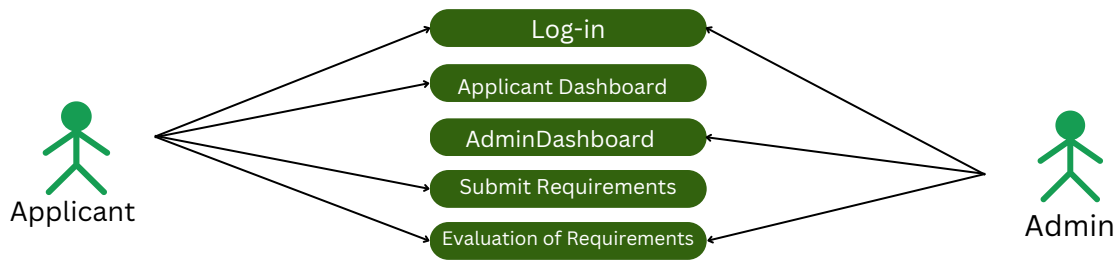 Log-in
Applicant Dashboard
AdminDashboard
Submit Requirements
Evaluation of Requirements
Applicant
Admin